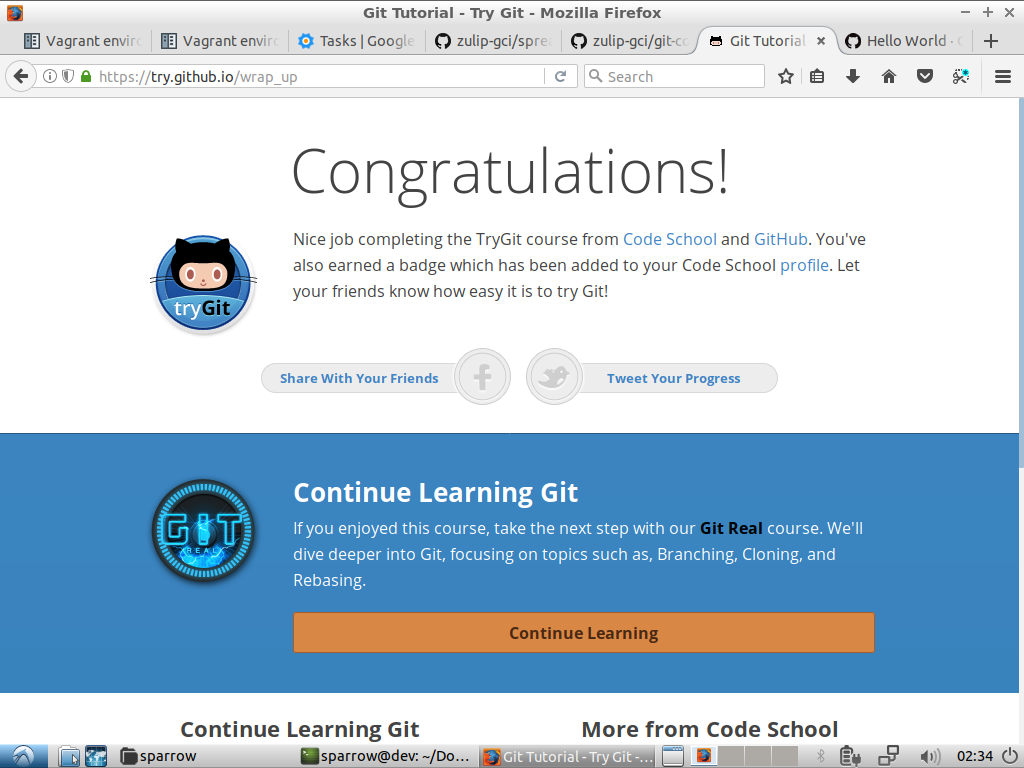 Git Tutorial - Try Git - Mozilla Firefox
Vagrant envir
Vagrant envir
Tasks | Google
zulip-gci/sprea
zulip-gci/git-co
Git Tutorial
Hello World -
https://try.github.io/wrap_up
Search
Congratulations!
Nice job completing the TryGit course from Code School and GitHub. You've
also earned a badge which has been added to your Code School profile. Let
your friends know how easy it is to try Git!
tryGit
Share With Your Friends
Tweet Your Progress
Continue Learning Git
GIT
REAL
If you enjoyed this course, take the next step with our Git Real course. We'll
dive deeper into Git, focusing on topics such as, Branching, Cloning, and
Rebasing.
Continue Learning
Continue Learning Git
More from Code School
sparrow
sparrow@dev: ~/Do...
Git Tutorial - Try Git -...
02:34